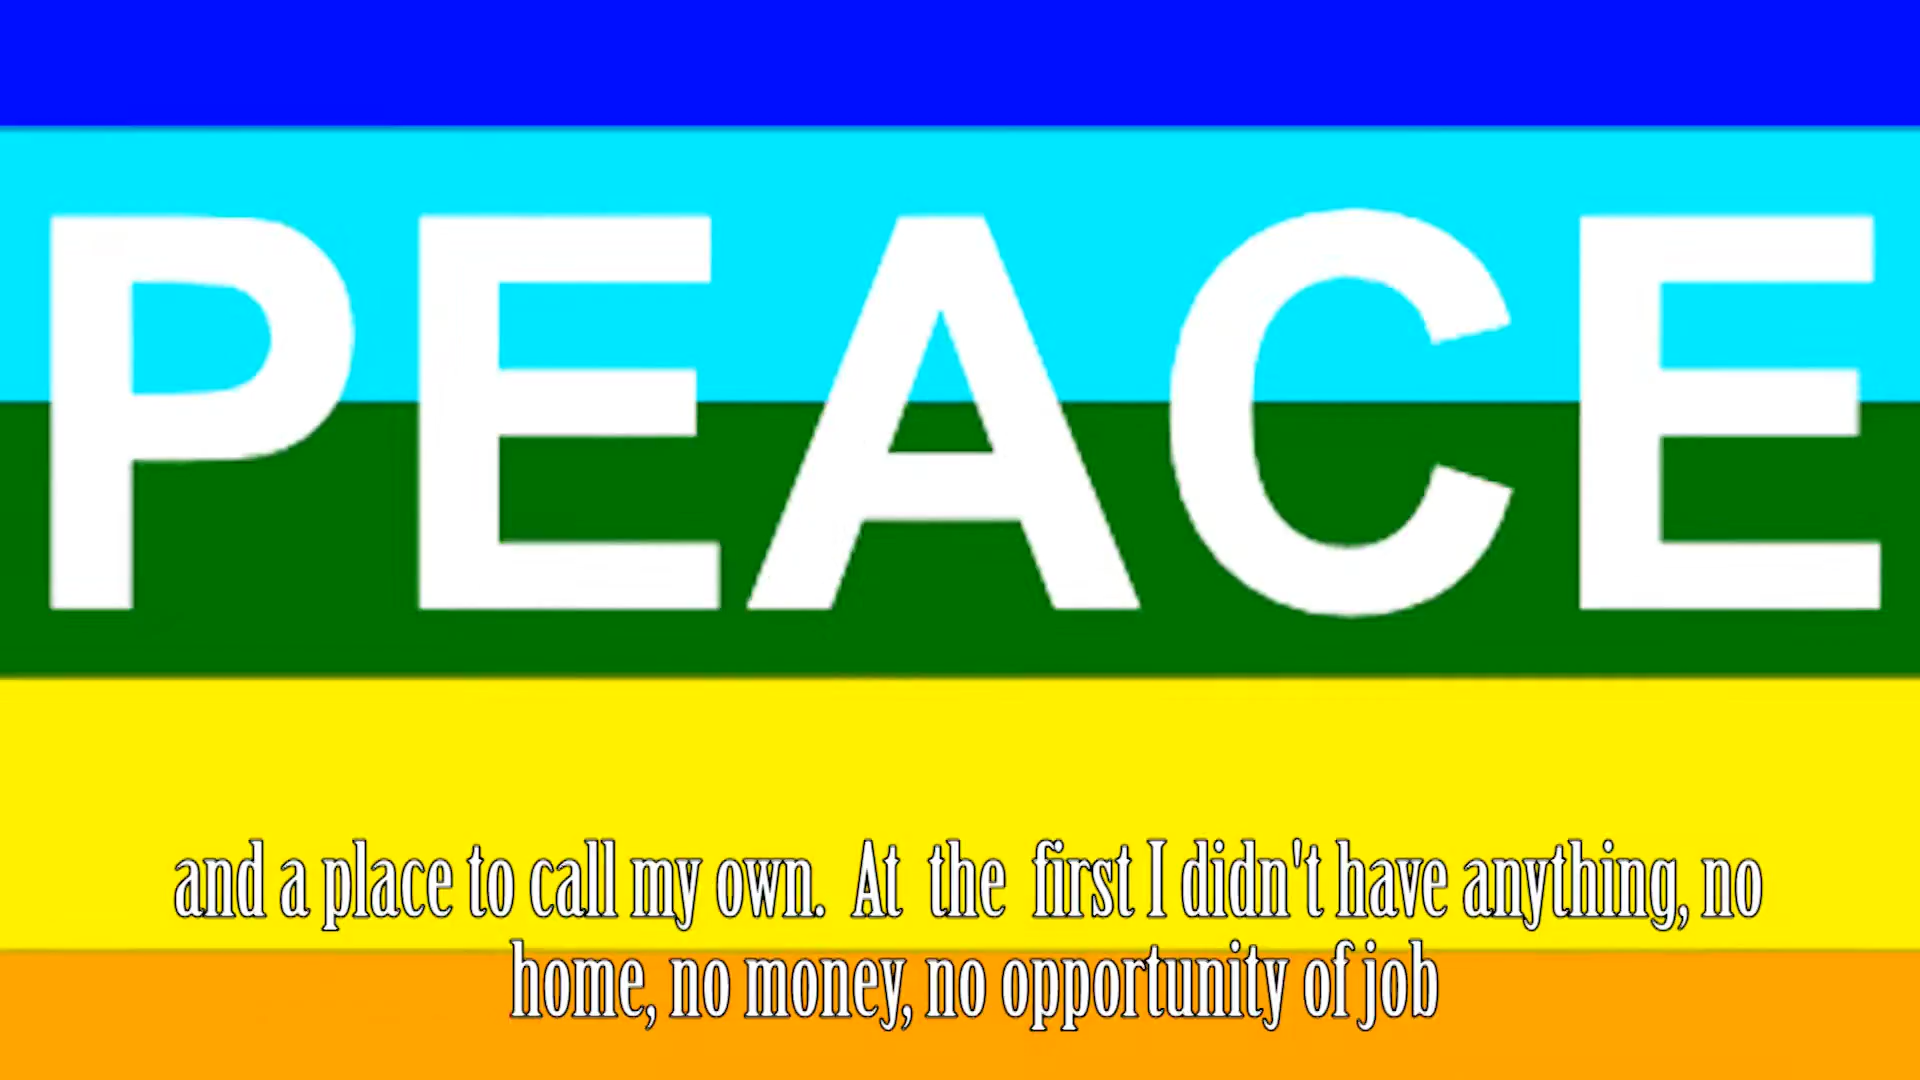 PEACE
and a place to call my own. At the first I didn't have anything, no
home, no money, no opportunity of job